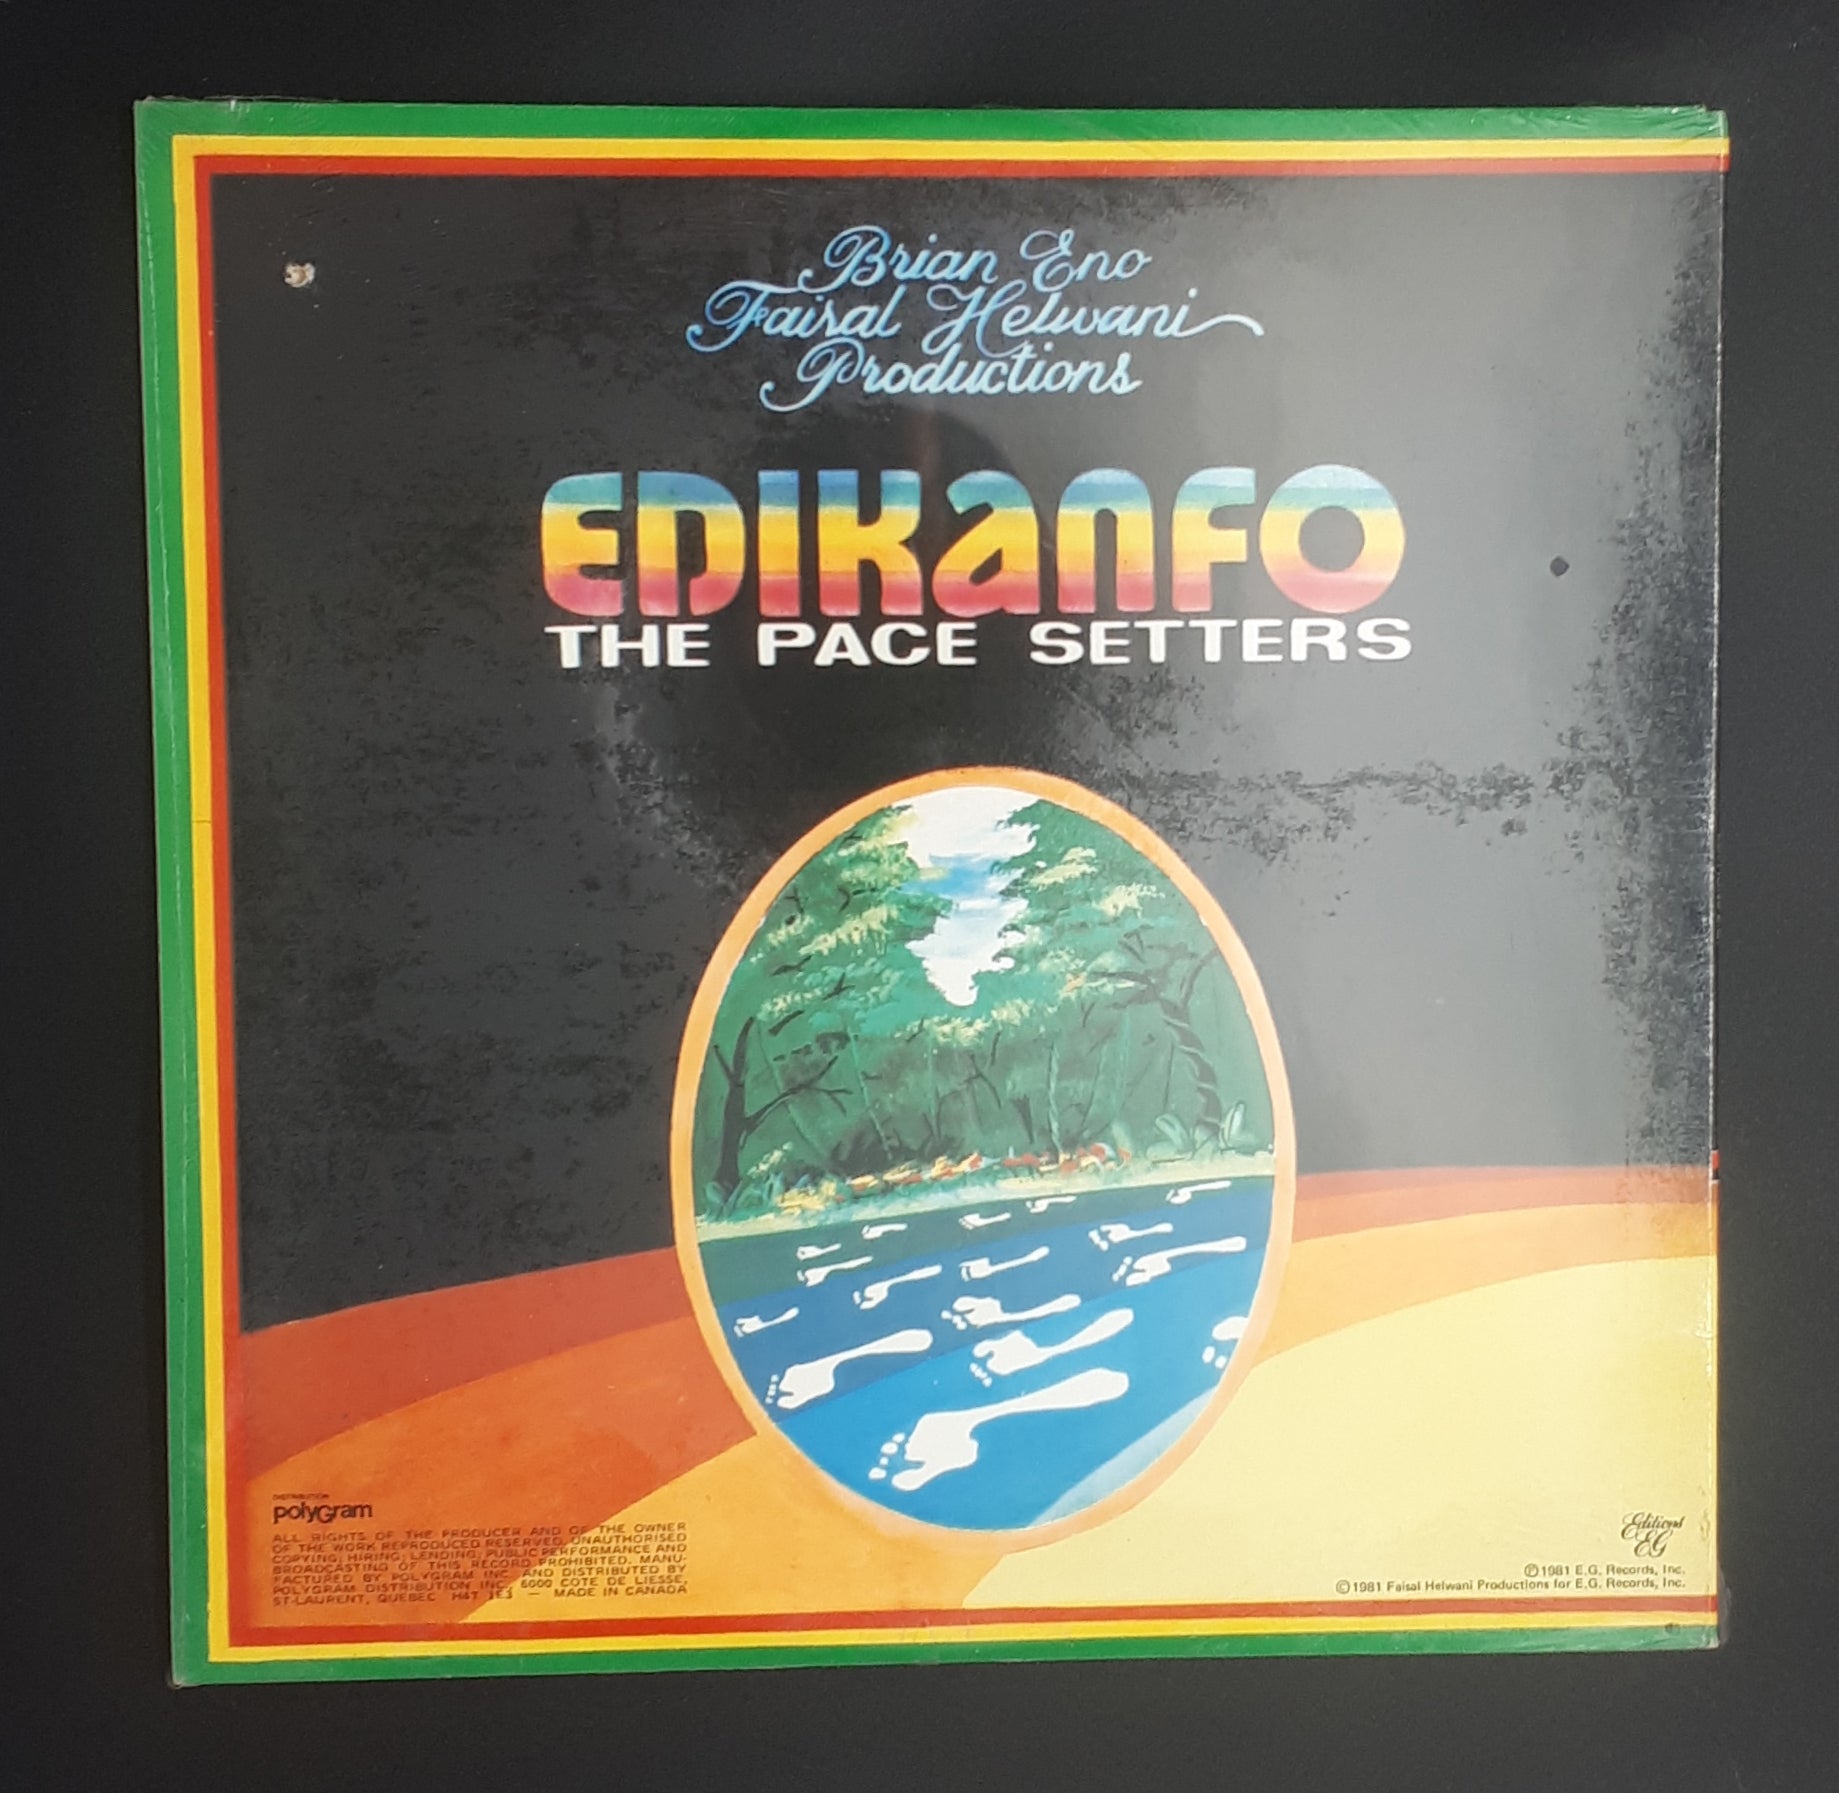 Brian Eno
Faisal Helwani
Productions
EDIKANFO
THE PACE SETTERS
DISTRIBUTION
polyGram
ALL RIGHTS OF THE PRODUCER AND OF THE OWNER
OF THE WORK REPRODUCED RESERVED. UNAUTHORISED
COPYING, HIRING, LENDING, PUBLIC PERFORMANCE AND
BROADCASTING OF THIS RECORD PROHIBITED. MANU-
FACTURED BY POLYGRAM INC. AND DISTRIBUTED BY
POLYGRAM DISTRIBUTION INC. 6000 COTE DE LIESSE,
ST-LAURENT, QUEBEC H4T 1E3 — MADE IN CANADA
Editions
EG
℗1981 E.G. Records, Inc.
©1981 Faisal Helwani Productions for E.G. Records, Inc.